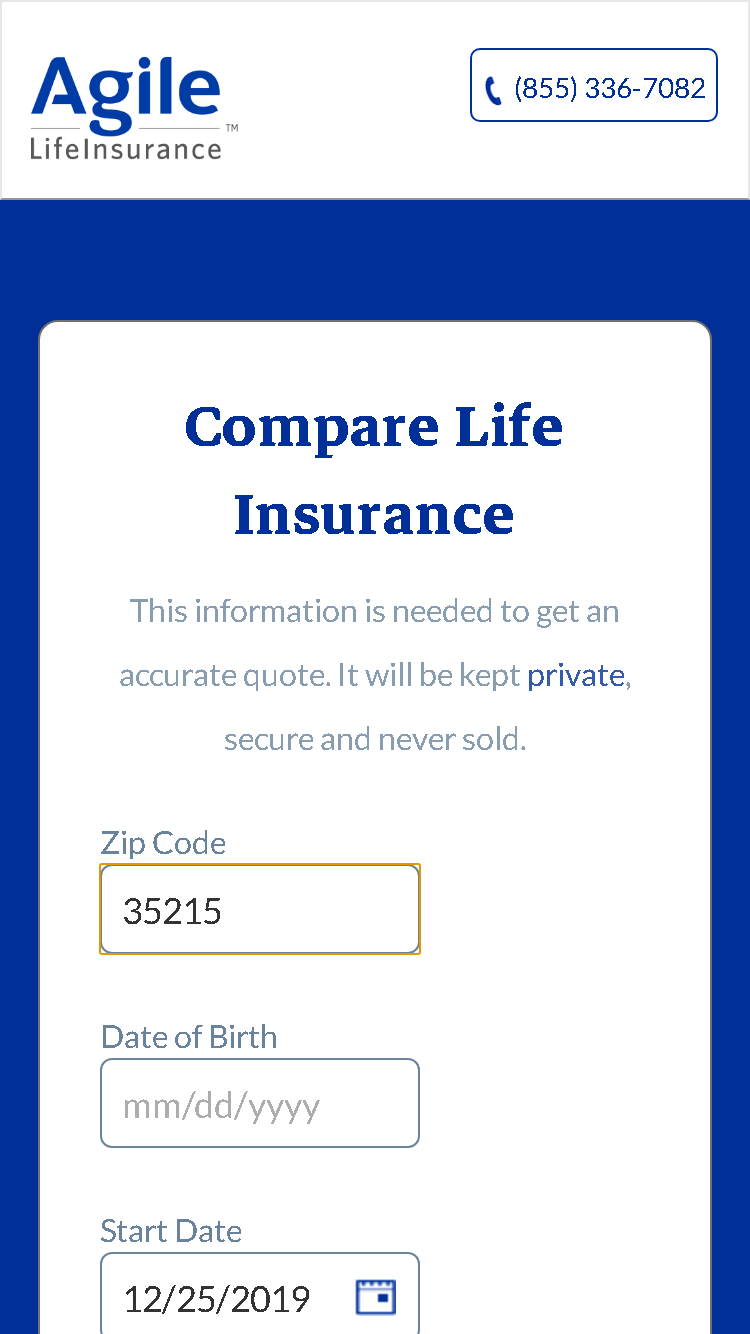 Agile
LifeInsurance™
(855) 336-7082
Compare Life
Insurance
This information is needed to get an
accurate quote. It will be kept private,
secure and never sold.
Zip Code
35215
Date of Birth
mm/dd/yyyy
Start Date
12/25/2019